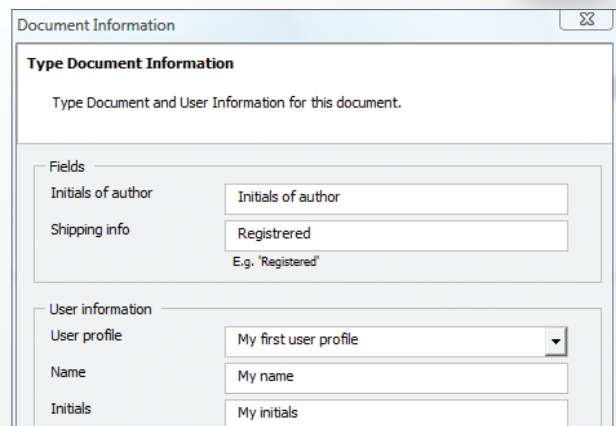 Document Information
Type Document Information
Type Document and User Information for this document.
Fields
Initials of author Initials of author
Shipping info Registrered
E.g. 'Registered'
User information
User profile My first user profile
Name My name
Initials My initials